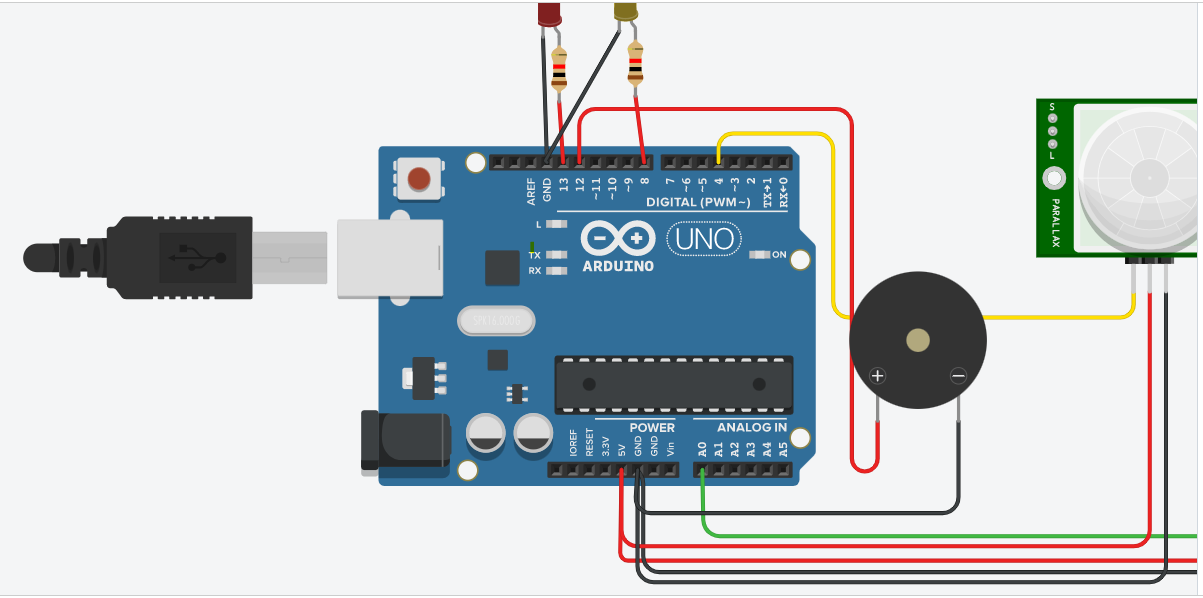 S
L
PARALLAX
AREF
GND
13
12
~11
~10
~9
8
7
~6
~5
4
~3
2
TX→1
RX←0
DIGITAL (PWM~)
L
TX
RX
UNO
ON
ARDUINO
SPK16.000G
+
−
POWER
ANALOG IN
IOREF
RESET
3.3V
5V
GND
GND
Vin
A0
A1
A2
A3
A4
A5